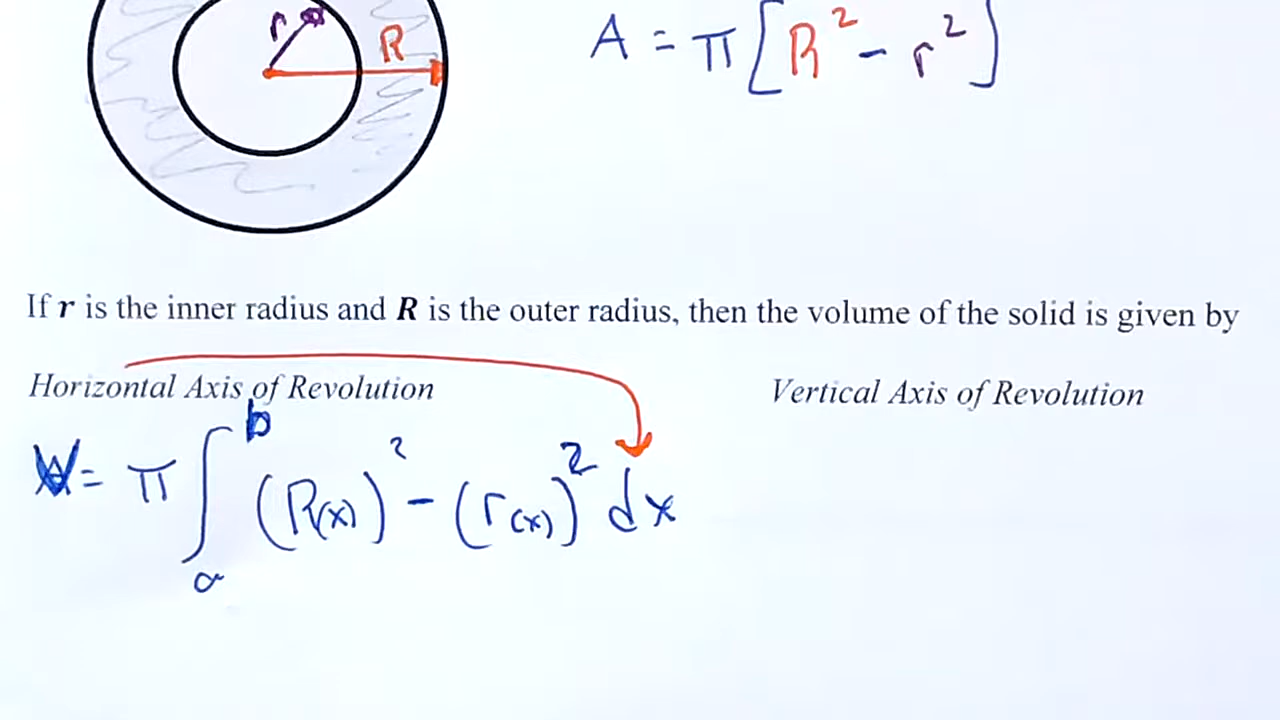 r R A = π[R² - r²]
If r is the inner radius and R is the outer radius, then the volume of the solid is given by
Horizontal Axis of Revolution Vertical Axis of Revolution
V = π∫ₐᵇ (R(x))² - (r(x))² dx